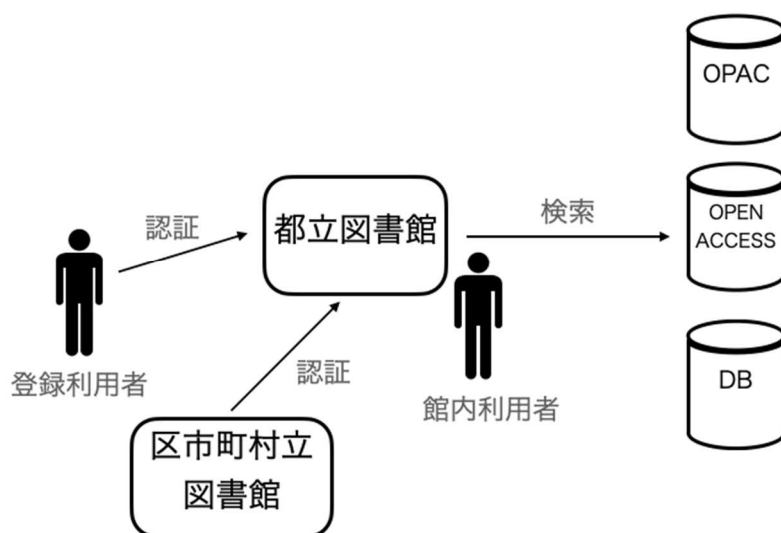 OPAC
認証
都立図書館
検索
OPEN
ACCESS
登録利用者
認証
館内利用者
DB
区市町村立
図書館